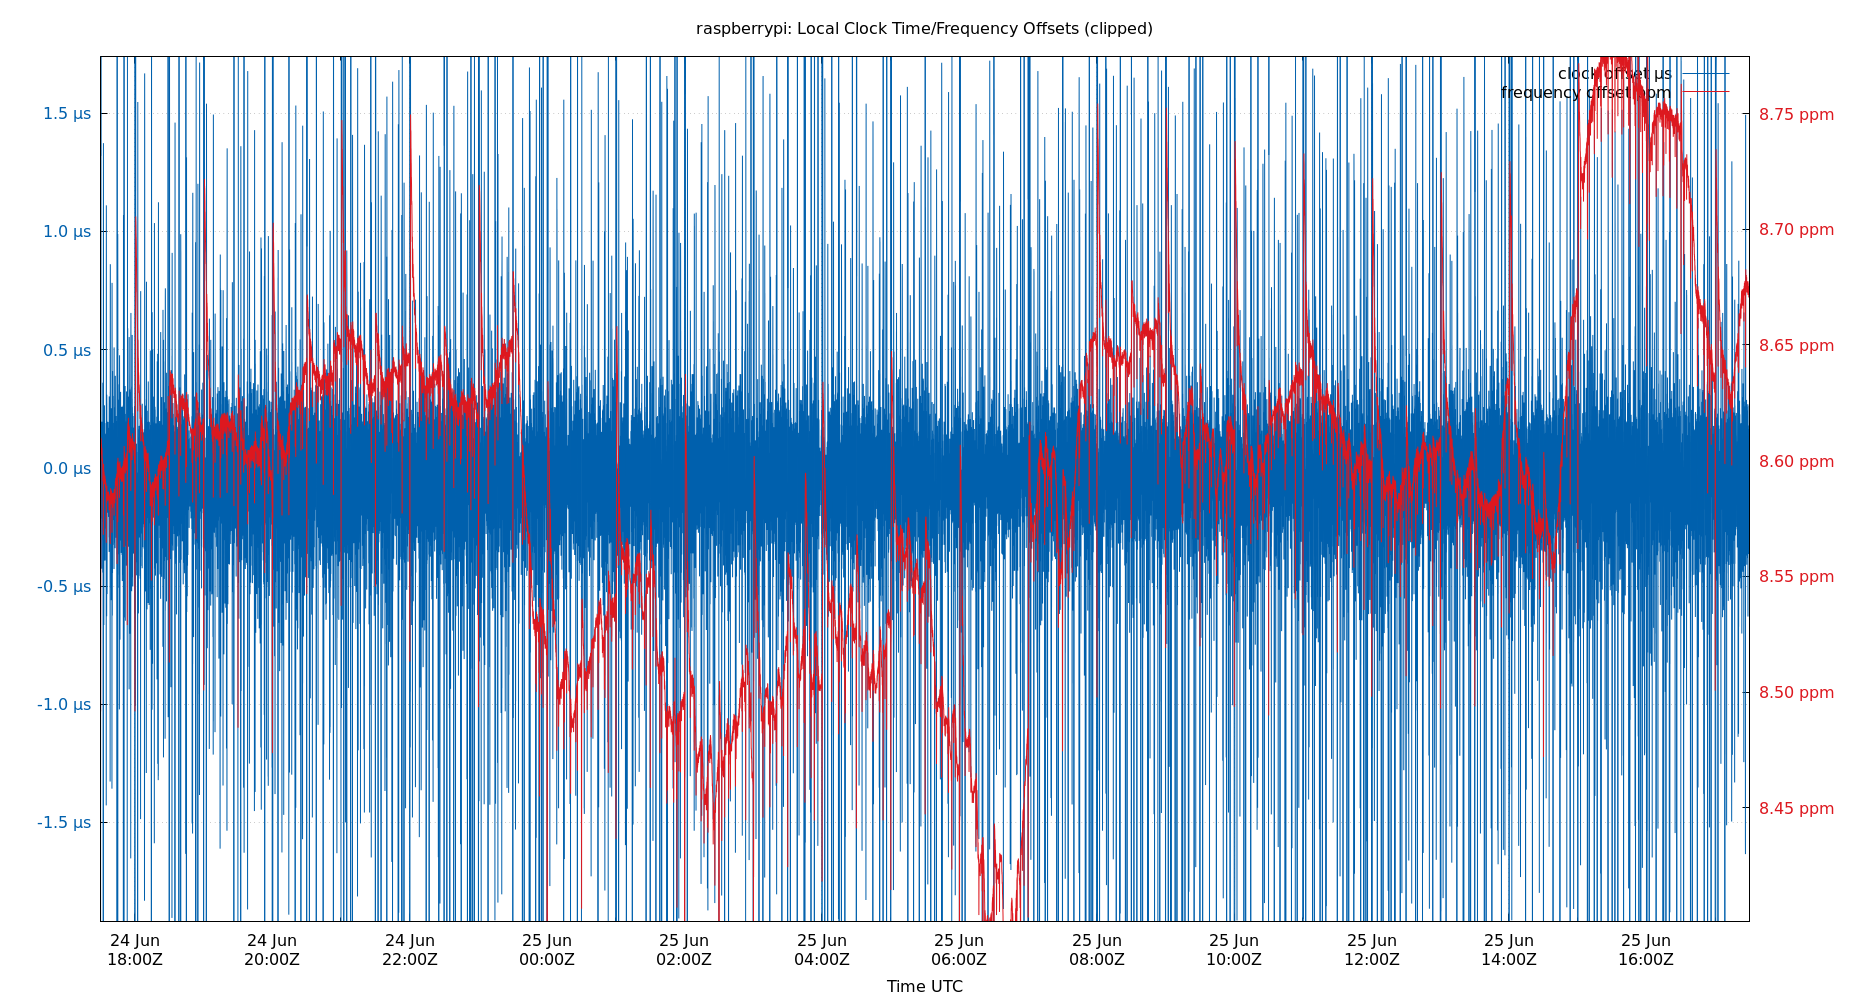 raspberrypi: Local Clock Time/Frequency Offsets (clipped)
clock offset µs
frequency offset ppm
1.5 µs
1.0 µs
0.5 µs
0.0 µs
-0.5 µs
-1.0 µs
-1.5 µs
8.75 ppm
8.70 ppm
8.65 ppm
8.60 ppm
8.55 ppm
8.50 ppm
8.45 ppm
24 Jun
18:00Z
24 Jun
20:00Z
24 Jun
22:00Z
25 Jun
00:00Z
25 Jun
02:00Z
25 Jun
04:00Z
25 Jun
06:00Z
25 Jun
08:00Z
25 Jun
10:00Z
25 Jun
12:00Z
25 Jun
14:00Z
25 Jun
16:00Z
Time UTC